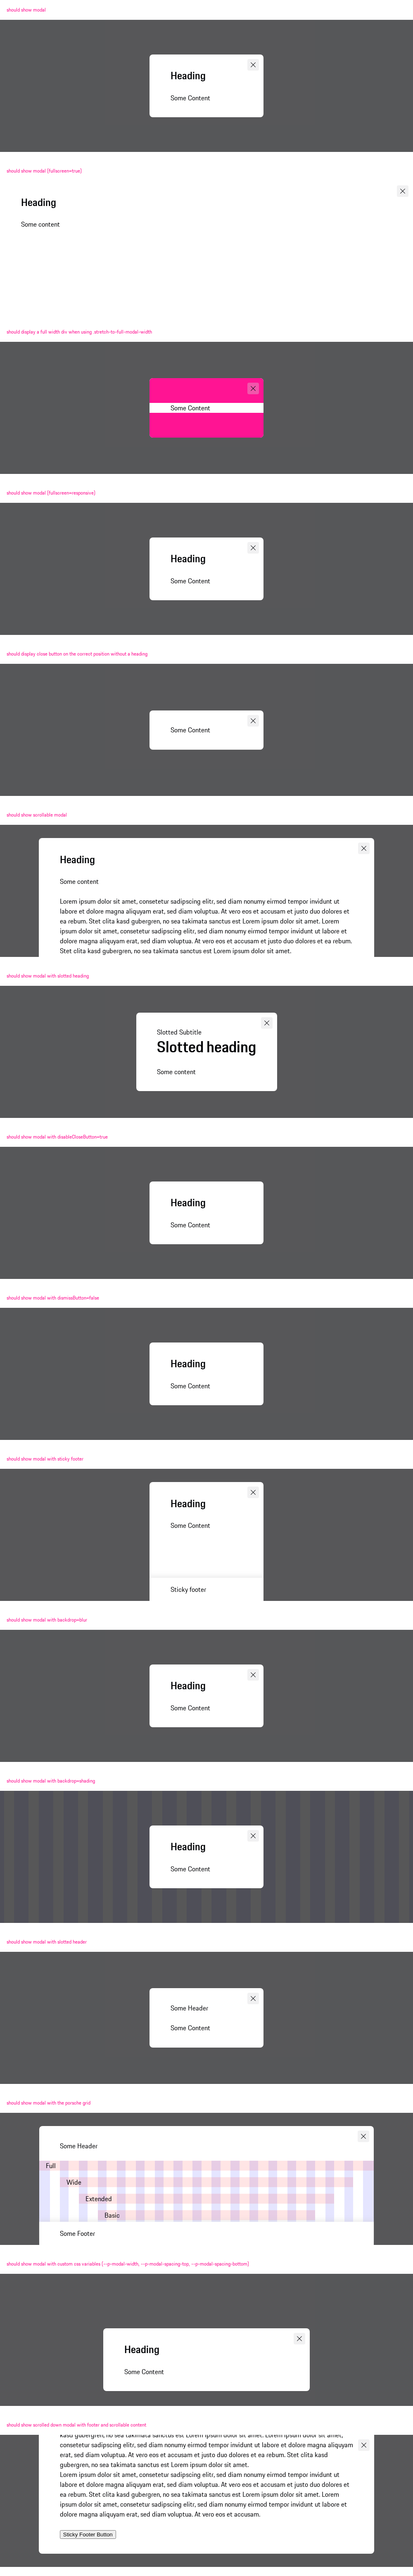 should show modal
Heading
Some Content
should show modal [fullscreen=true]
Heading
Some content
should display a full width div when using .stretch-to-full-modal-width
Some Content
should show modal [fullscreen=responsive]
Heading
Some Content
should display close button on the correct position without a heading
Some Content
should show scrollable modal
Heading
Some content
Lorem ipsum dolor sit amet, consetetur sadipscing elitr, sed diam nonumy eirmod tempor invidunt ut
labore et dolore magna aliquyam erat, sed diam voluptua. At vero eos et accusam et justo duo dolores et
ea rebum. Stet clita kasd gubergren, no sea takimata sanctus est Lorem ipsum dolor sit amet. Lorem
ipsum dolor sit amet, consetetur sadipscing elitr, sed diam nonumy eirmod tempor invidunt ut labore et
dolore magna aliquyam erat, sed diam voluptua. At vero eos et accusam et justo duo dolores et ea rebum.
Stet clita kasd gubergren, no sea takimata sanctus est Lorem ipsum dolor sit amet.
should show modal with slotted heading
Slotted Subtitle
Slotted heading
Some content
should show modal with disableCloseButton=true
Heading
Some Content
should show modal with dismissButton=false
Heading
Some Content
should show modal with sticky footer
Heading
Some Content
Sticky footer
should show modal with backdrop=blur
Heading
Some Content
should show modal with backdrop=shading
Heading
Some Content
should show modal with slotted header
Some Header
Some Content
should show modal with the porsche grid
Some Header
Full
Wide
Extended
Basic
Some Footer
should show modal with custom css variables (--p-modal-width, --p-modal-spacing-top, --p-modal-spacing-bottom)
Heading
Some Content
should show scrolled down modal with footer and scrollable content
kasd gubergren, no sea takimata sanctus est Lorem ipsum dolor sit amet. Lorem ipsum dolor sit amet,
consetetur sadipscing elitr, sed diam nonumy eirmod tempor invidunt ut labore et dolore magna aliquyam
erat, sed diam voluptua. At vero eos et accusam et justo duo dolores et ea rebum. Stet clita kasd
gubergren, no sea takimata sanctus est Lorem ipsum dolor sit amet.
Lorem ipsum dolor sit amet, consetetur sadipscing elitr, sed diam nonumy eirmod tempor invidunt ut
labore et dolore magna aliquyam erat, sed diam voluptua. At vero eos et accusam et justo duo dolores et
ea rebum. Stet clita kasd gubergren, no sea takimata sanctus est Lorem ipsum dolor sit amet. Lorem
ipsum dolor sit amet, consetetur sadipscing elitr, sed diam nonumy eirmod tempor invidunt ut labore et
dolore magna aliquyam erat, sed diam voluptua. At vero eos et accusam.
Sticky Footer Button